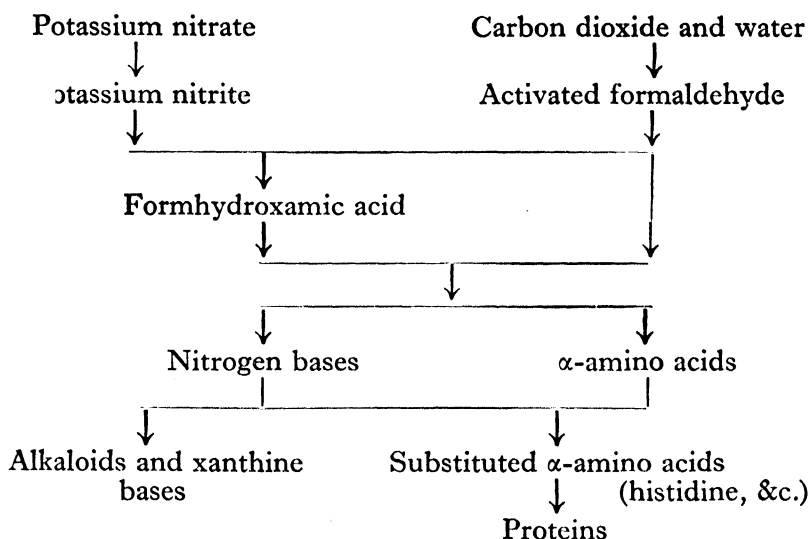 Potassium nitrate
Carbon dioxide and water
otassium nitrite
Activated formaldehyde
Formhydroxamic acid
Nitrogen bases
α-amino acids
Alkaloids and xanthine
bases
Substituted α-amino acids
(histidine, &c.)
Proteins